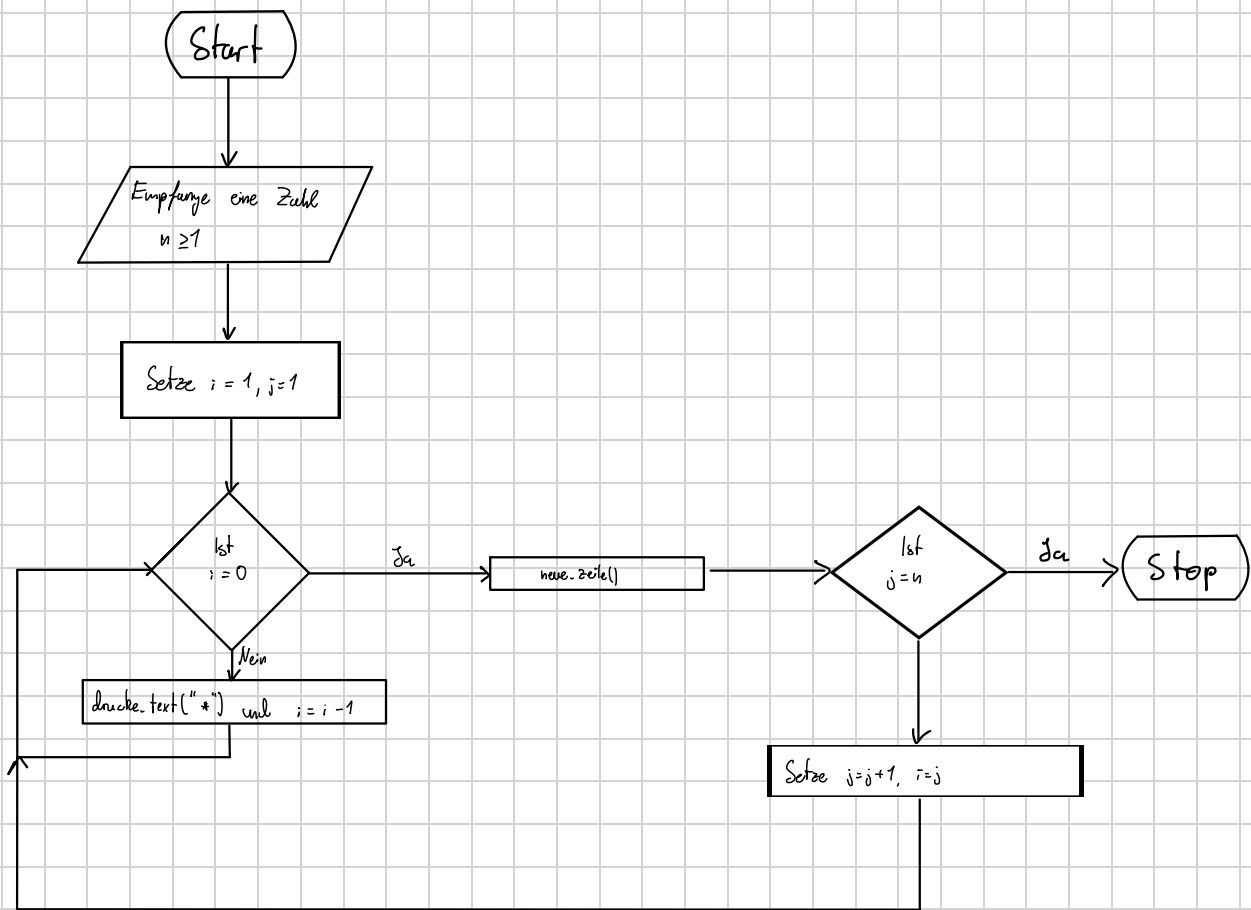 Start
Empfange eine Zahl
n ≥1
Setze i = 1, j=1
Ist
i = 0
Ja
neue_zeile()
Ist
j=n
Ja
Stop
Nein
drucke_text("*") und i = i -1
Setze j=j+1, i=j